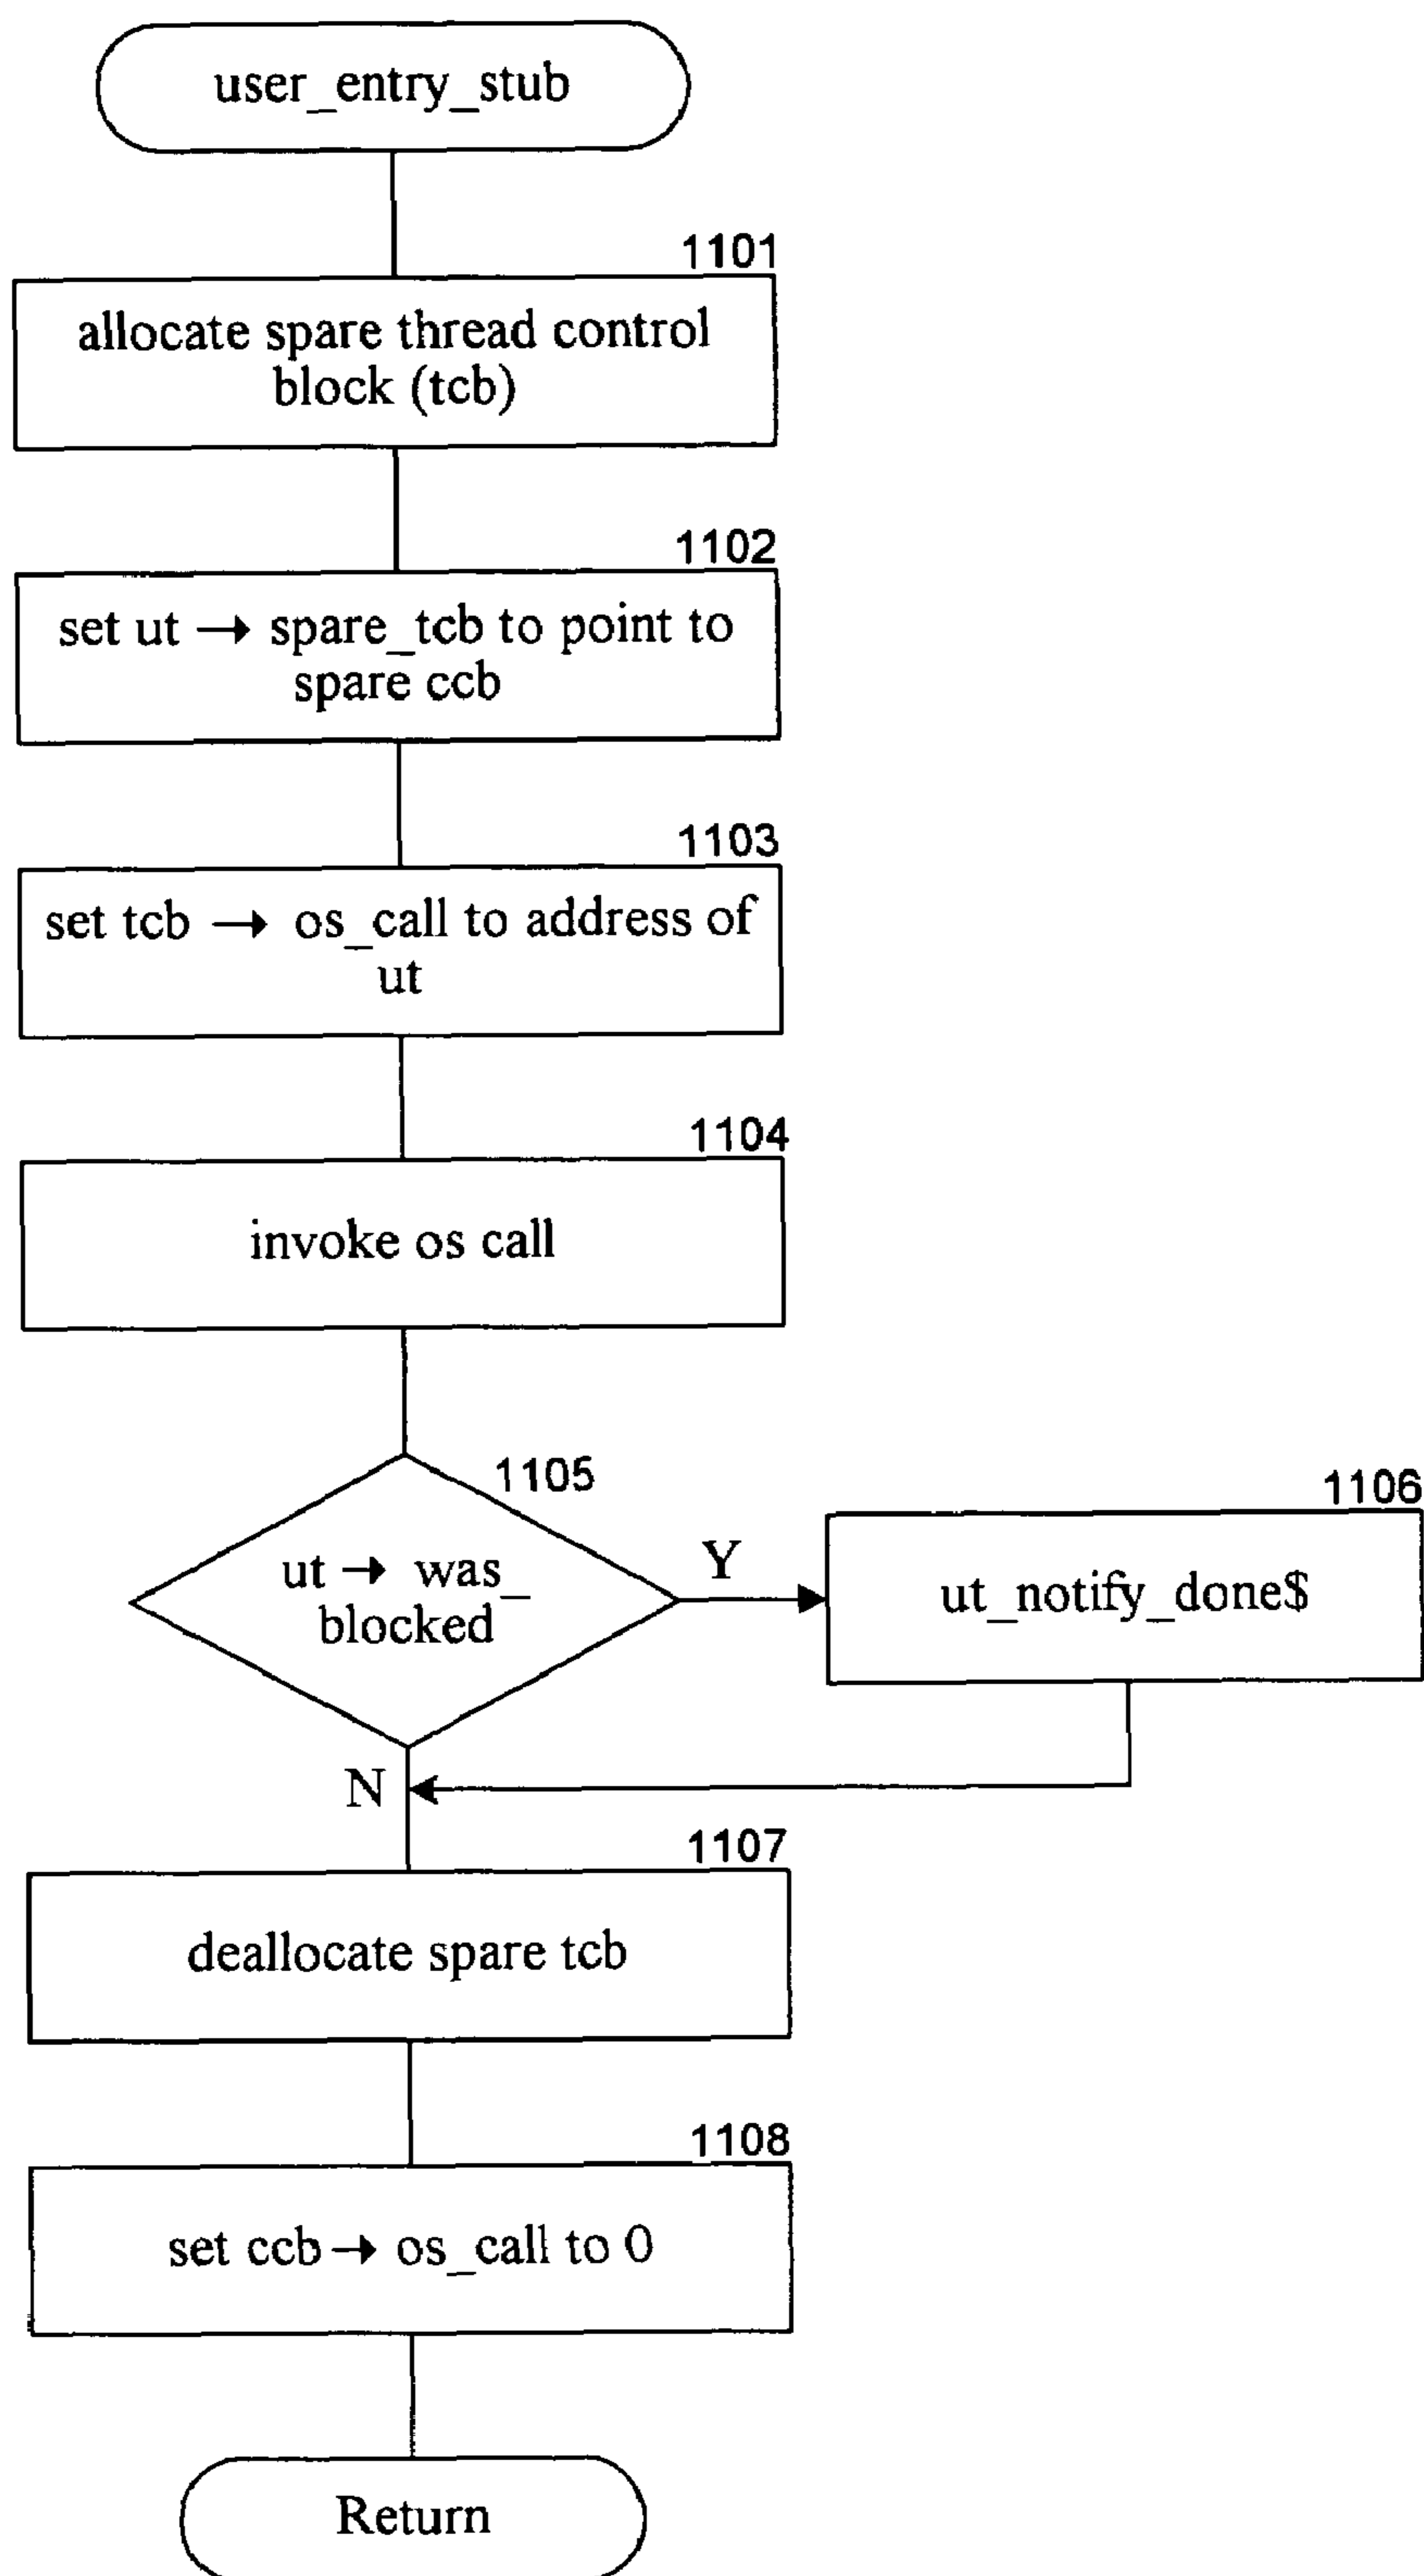 user_entry_stub
1101
allocate spare thread control
block (tcb)
1102
set ut → spare_tcb to point to
spare ccb
1103
set tcb → os_call to address of
ut
1104
invoke os call
1105
ut → was_
blocked
Y
1106
ut_notify_done$
N
1107
deallocate spare tcb
1108
set ccb → os_call to 0
Return